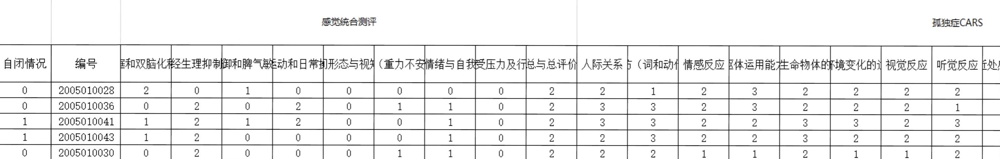 感觉统合测评 孤独症CARS
自闭情况 编号 和双脑化 经生理抑制 御和脾气敏 动和日常 形态与视 （重力不安 情绪与自我 受压力及行 总与总评价 人际关系 （词和动 情感反应 体运用能 生命物体的 境变化的 视觉反应 听觉反应 近处
0 2005010028 2 0 1 0 0 0 0 0 2 2 1 2 3 2 2 2 2
0 2005010036 0 2 0 2 0 1 1 0 2 3 3 2 3 2 2 2 1
1 2005010041 1 2 1 2 0 0 1 0 2 3 3 2 2 3 3 2 3
1 2005010043 1 2 0 0 0 0 1 0 2 2 3 2 2 3 2 2 2
0 2005010030 0 2 0 0 0 1 1 0 2 2 2 1 1 2 1 1 2